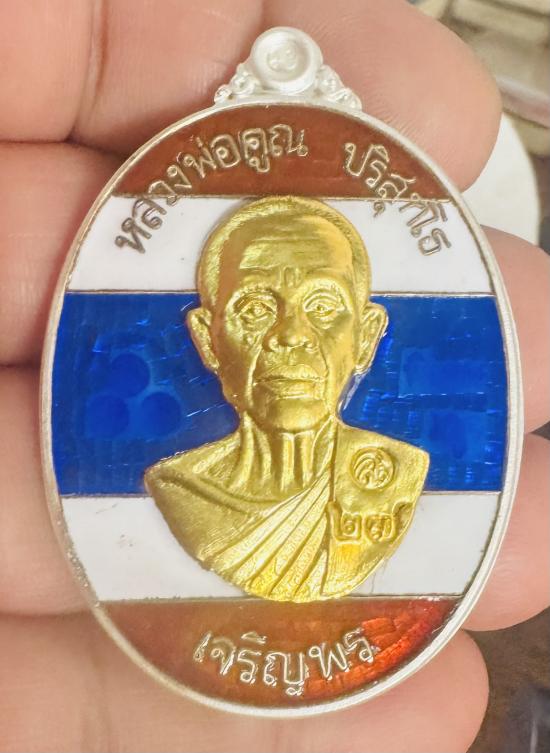 หลวงพ่อคูณ ปริสุทฺโธ
๒๓
เจริญพร